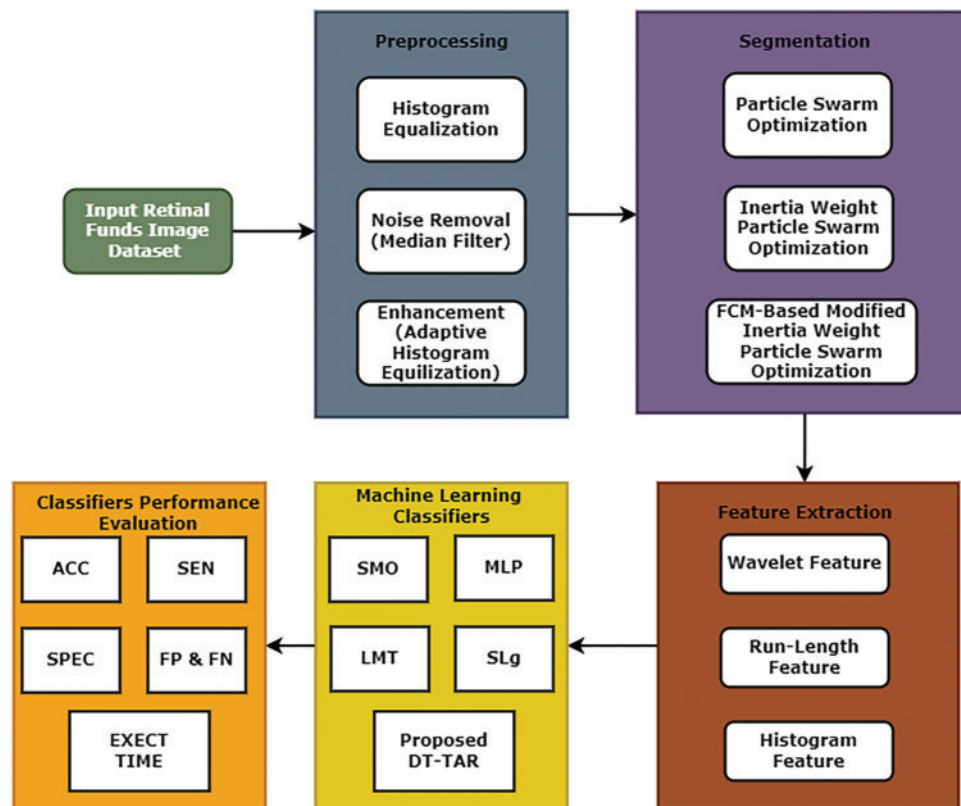 Input Retinal
Funds Image
Dataset
Preprocessing
Histogram
Equalization
Noise Removal
(Median Filter)
Enhancement
(Adaptive
Histogram
Equilization)
Segmentation
Particle Swarm
Optimization
Inertia Weight
Particle Swarm
Optimization
FCM-Based Modified
Inertia Weight
Particle Swarm
Optimization
Feature Extraction
Wavelet Feature
Run-Length
Feature
Histogram
Feature
Machine Learning
Classifiers
SMO
MLP
LMT
SLg
Proposed
DT-TAR
Classifiers Performance
Evaluation
ACC
SEN
SPEC
FP & FN
EXECT
TIME